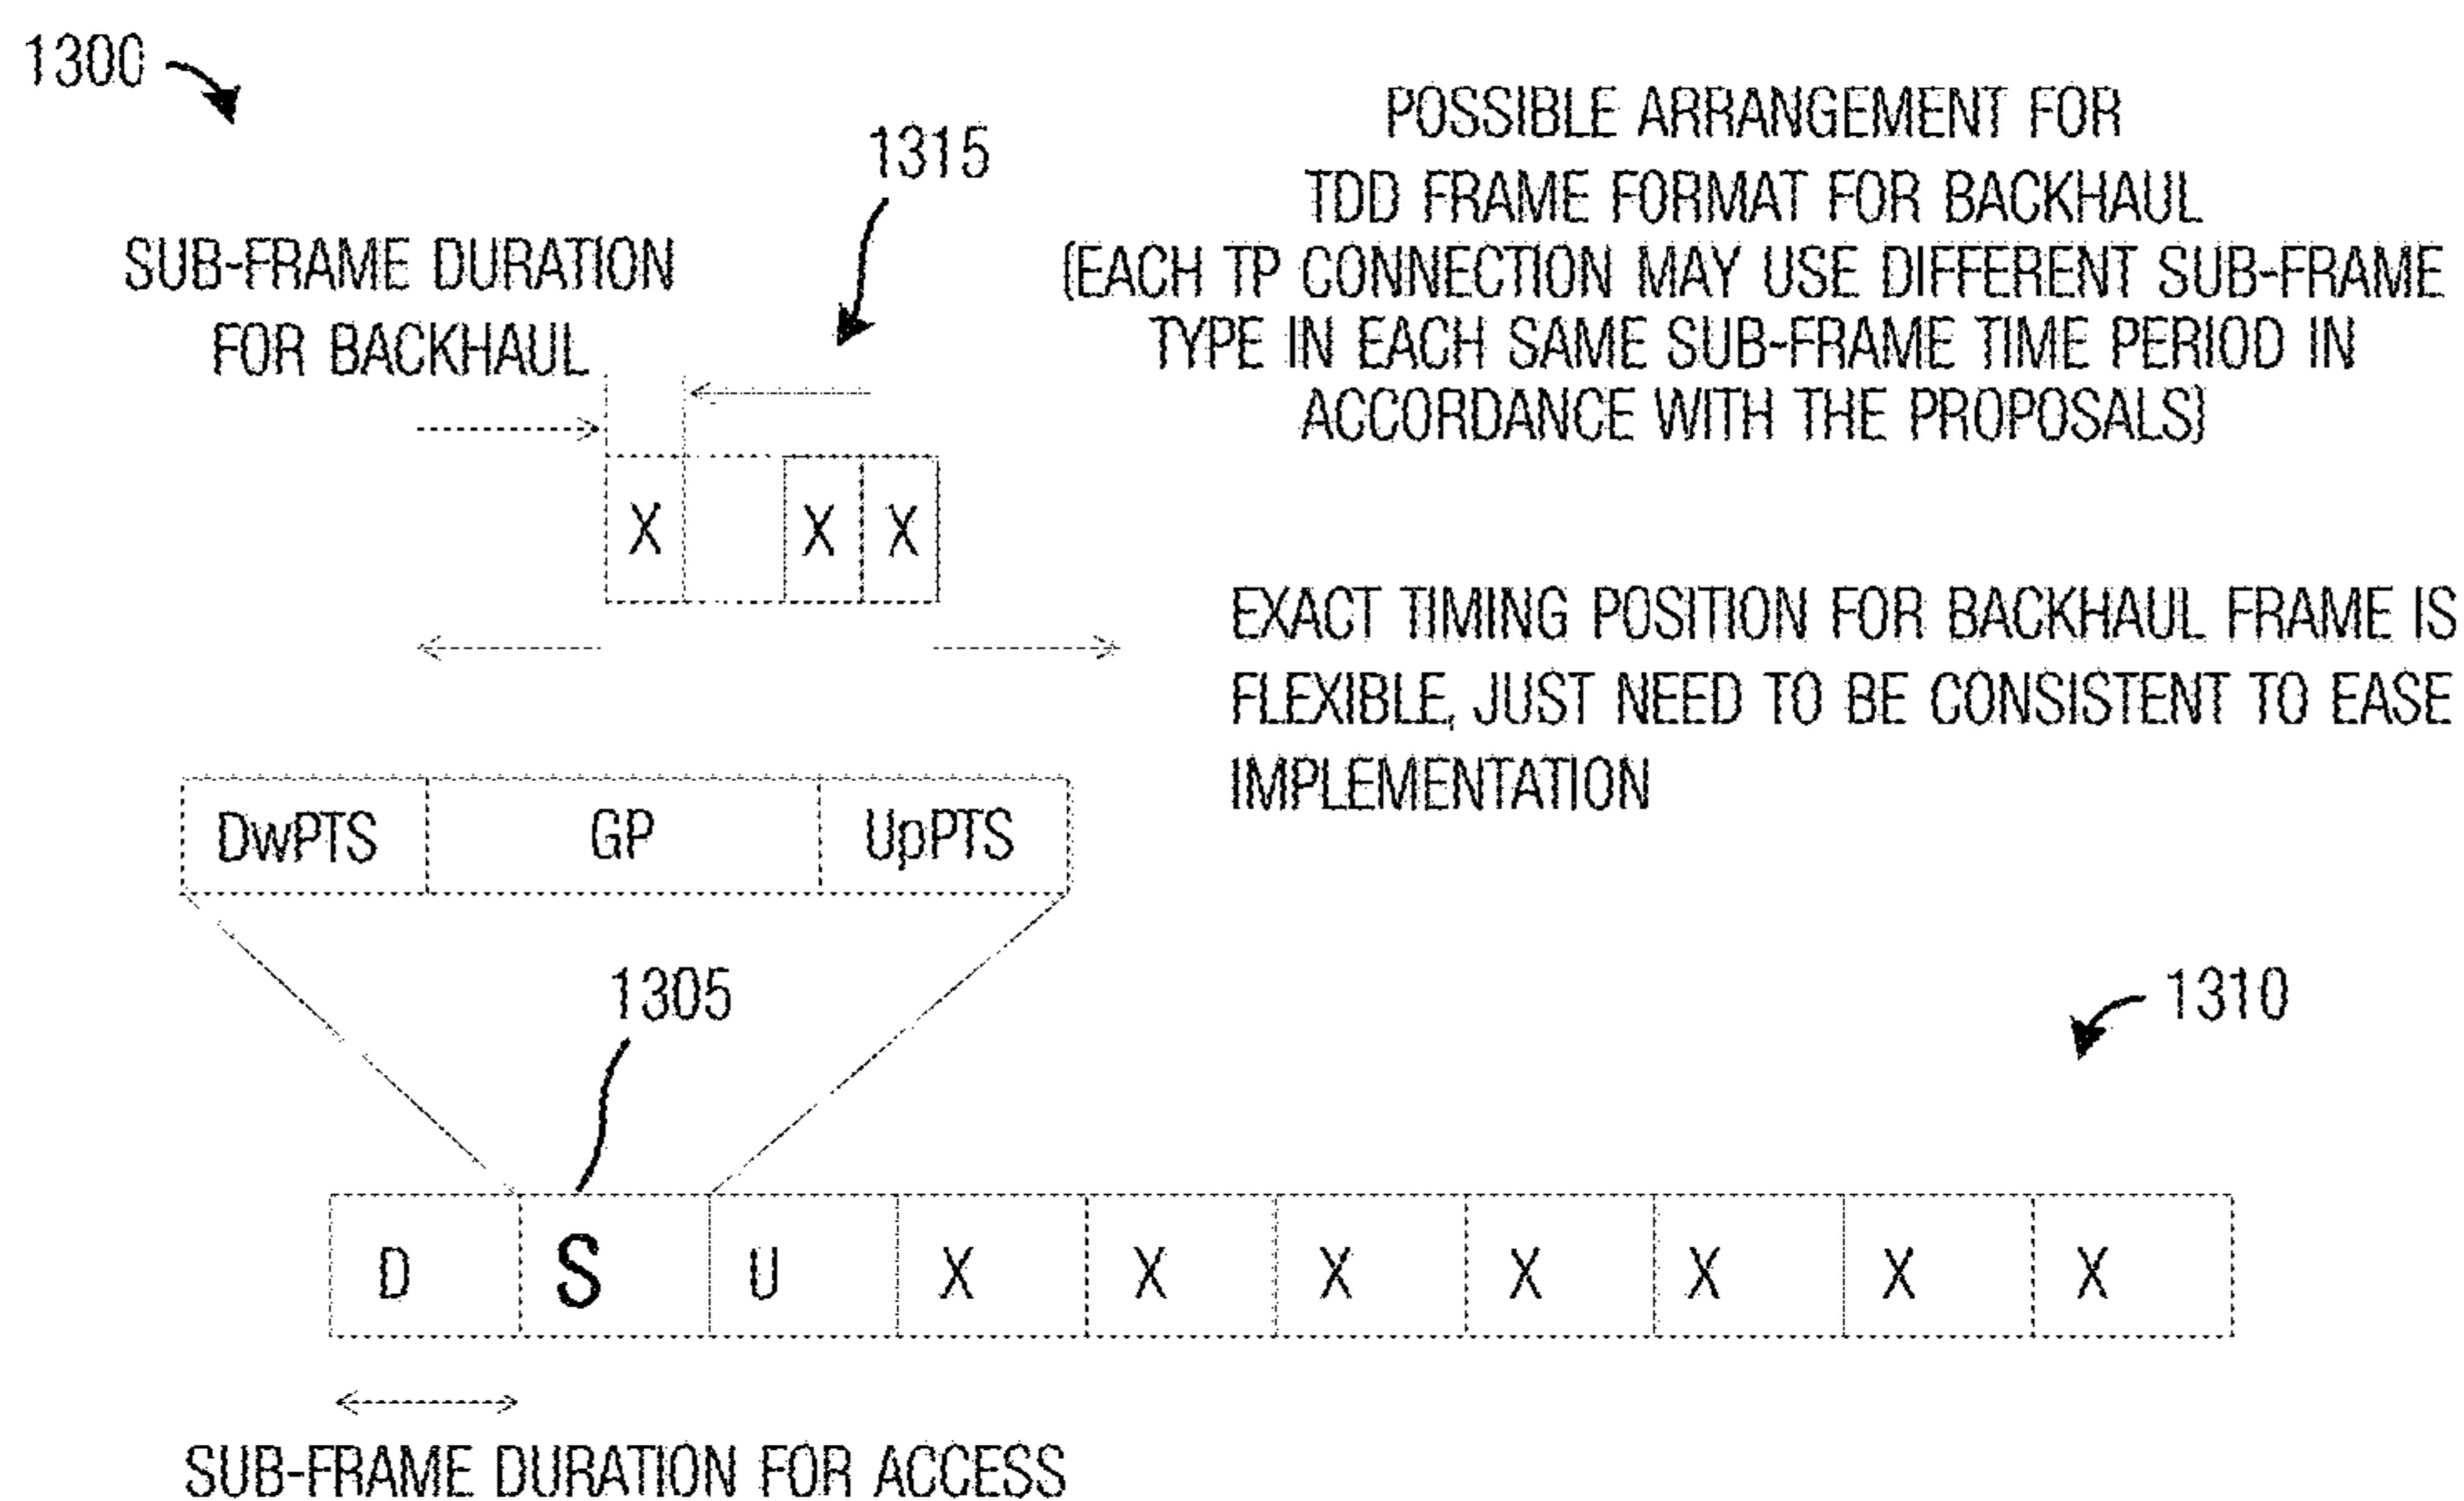 1300
1315
POSSIBLE ARRANGEMENT FOR
TDD FRAME FORMAT FOR BACKHAUL
(EACH TP CONNECTION MAY USE DIFFERENT SUB-FRAME
TYPE IN EACH SAME SUB-FRAME TIME PERIOD IN
ACCORDANCE WITH THE PROPOSALS)
SUB-FRAME DURATION
FOR BACKHAUL
X X X
EXACT TIMING POSITION FOR BACKHAUL FRAME IS
FLEXIBLE, JUST NEED TO BE CONSISTENT TO EASE
IMPLEMENTATION
DwPTS GP UpPTS
1305
1310
D S U X X X X X X X
SUB-FRAME DURATION FOR ACCESS